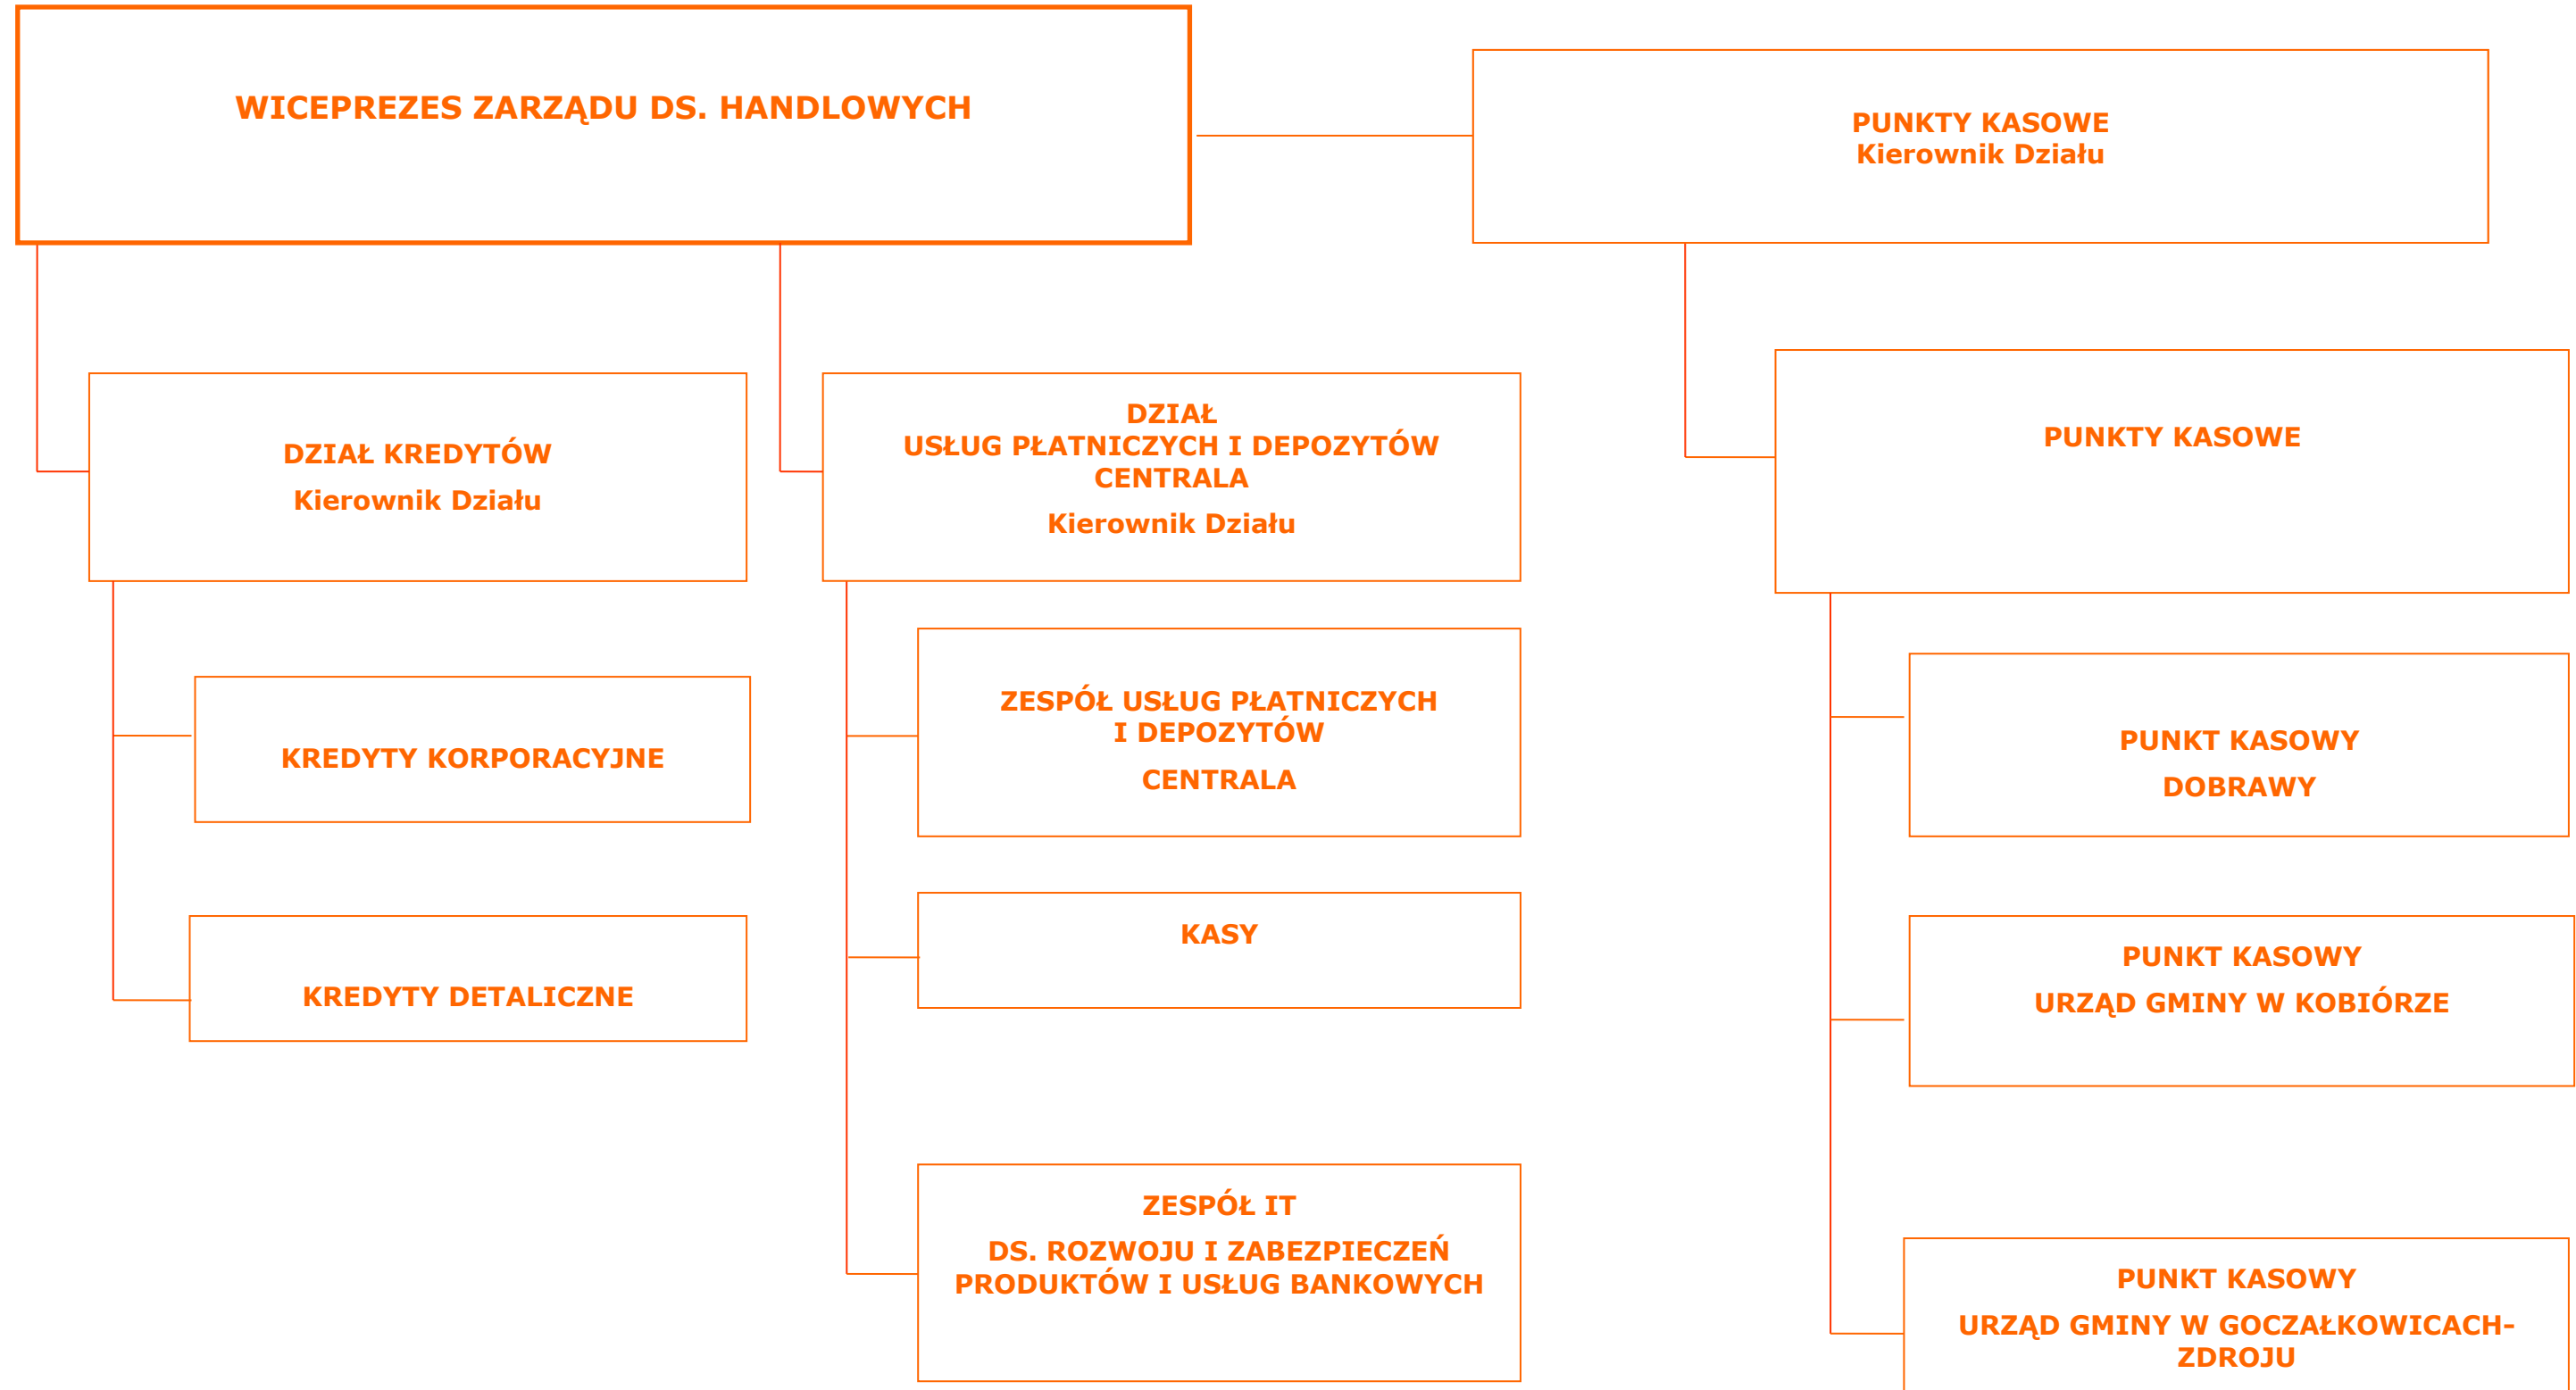 WICEPREZES ZARZĄDU DS. HANDLOWYCH
PUNKTY KASOWE
Kierownik Działu
DZIAŁ KREDYTÓW
Kierownik Działu
DZIAŁ
USŁUG PŁATNICZYCH I DEPOZYTÓW
CENTRALA
Kierownik Działu
PUNKTY KASOWE
KREDYTY KORPORACYJNE
ZESPÓŁ USŁUG PŁATNICZYCH
I DEPOZYTÓW
CENTRALA
PUNKT KASOWY
DOBRAWY
KREDYTY DETALICZNE
KASY
PUNKT KASOWY
URZĄD GMINY W KOBIÓRZE
ZESPÓŁ IT
DS. ROZWOJU I ZABEZPIECZEŃ
PRODUKTÓW I USŁUG BANKOWYCH
PUNKT KASOWY
URZĄD GMINY W GOCZAŁKOWICACH-
ZDROJU